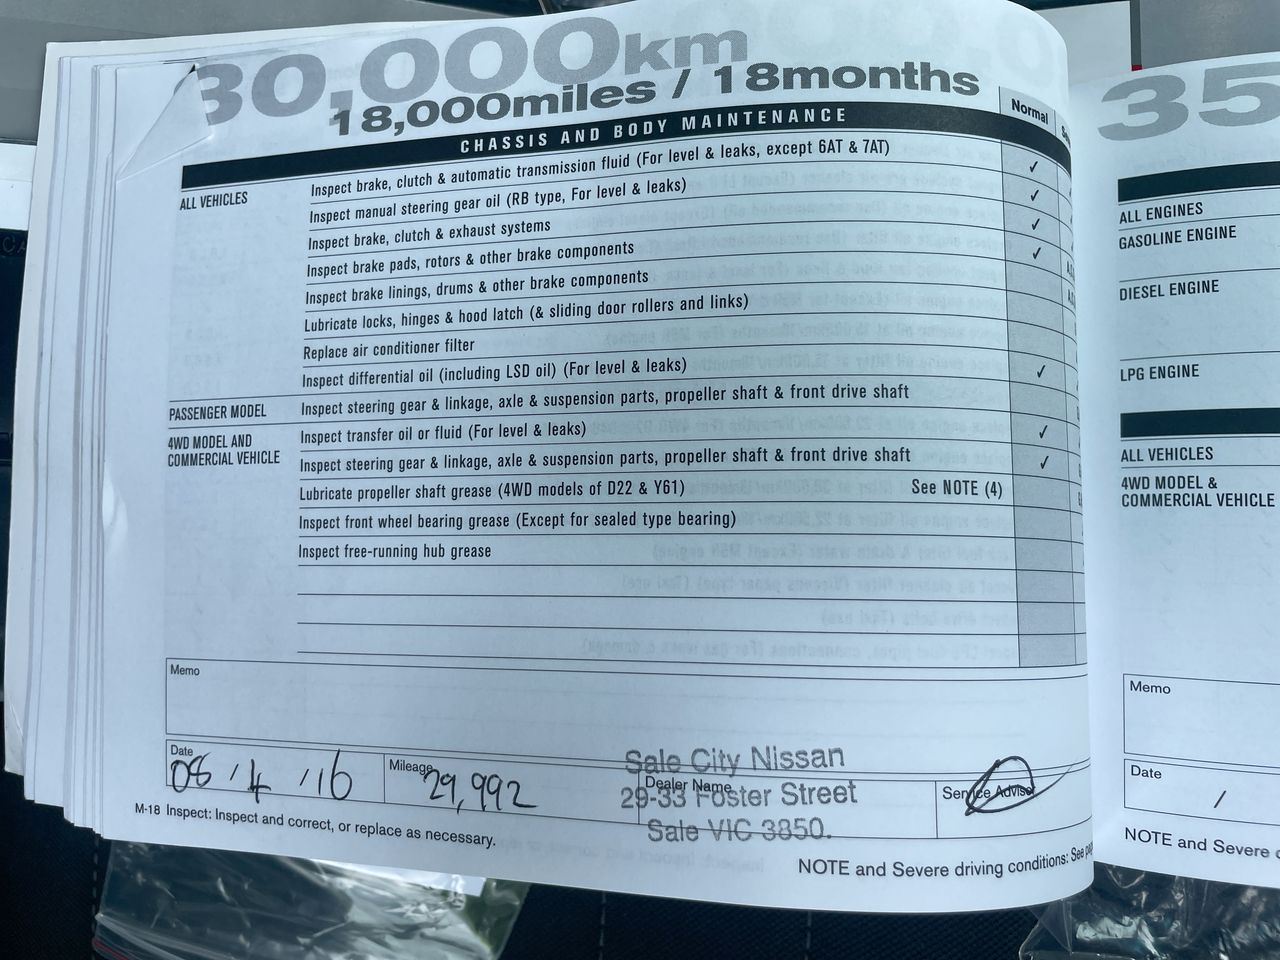 30,000km
18,000miles / 18months
CHASSIS AND BODY MAINTENANCE
Normal
ALL VEHICLES
Inspect brake, clutch & automatic transmission fluid (For level & leaks, except 6AT & 7AT) ✓
Inspect manual steering gear oil (RB type, For level & leaks) ✓
Inspect brake, clutch & exhaust systems ✓
Inspect brake pads, rotors & other brake components ✓
Inspect brake linings, drums & other brake components
Lubricate locks, hinges & hood latch (& sliding door rollers and links)
Replace air conditioner filter
Inspect differential oil (including LSD oil) (For level & leaks) ✓
PASSENGER MODEL
Inspect steering gear & linkage, axle & suspension parts, propeller shaft & front drive shaft
4WD MODEL AND
COMMERCIAL VEHICLE
Inspect transfer oil or fluid (For level & leaks) ✓
Inspect steering gear & linkage, axle & suspension parts, propeller shaft & front drive shaft ✓
Lubricate propeller shaft grease (4WD models of D22 & Y61) See NOTE (4)
Inspect front wheel bearing grease (Except for sealed type bearing)
Inspect free-running hub grease
Memo
Date
08 / 4 / 16
Mileage
29,992
Dealer Name
Sale City Nissan
29-33 Foster Street
Sale VIC 3850.
Service Advisor
M-18 Inspect: Inspect and correct, or replace as necessary.
NOTE and Severe driving conditions: See
35
ALL ENGINES
GASOLINE ENGINE
DIESEL ENGINE
LPG ENGINE
ALL VEHICLES
4WD MODEL &
COMMERCIAL VEHICLE
Memo
Date
/
NOTE and Severe